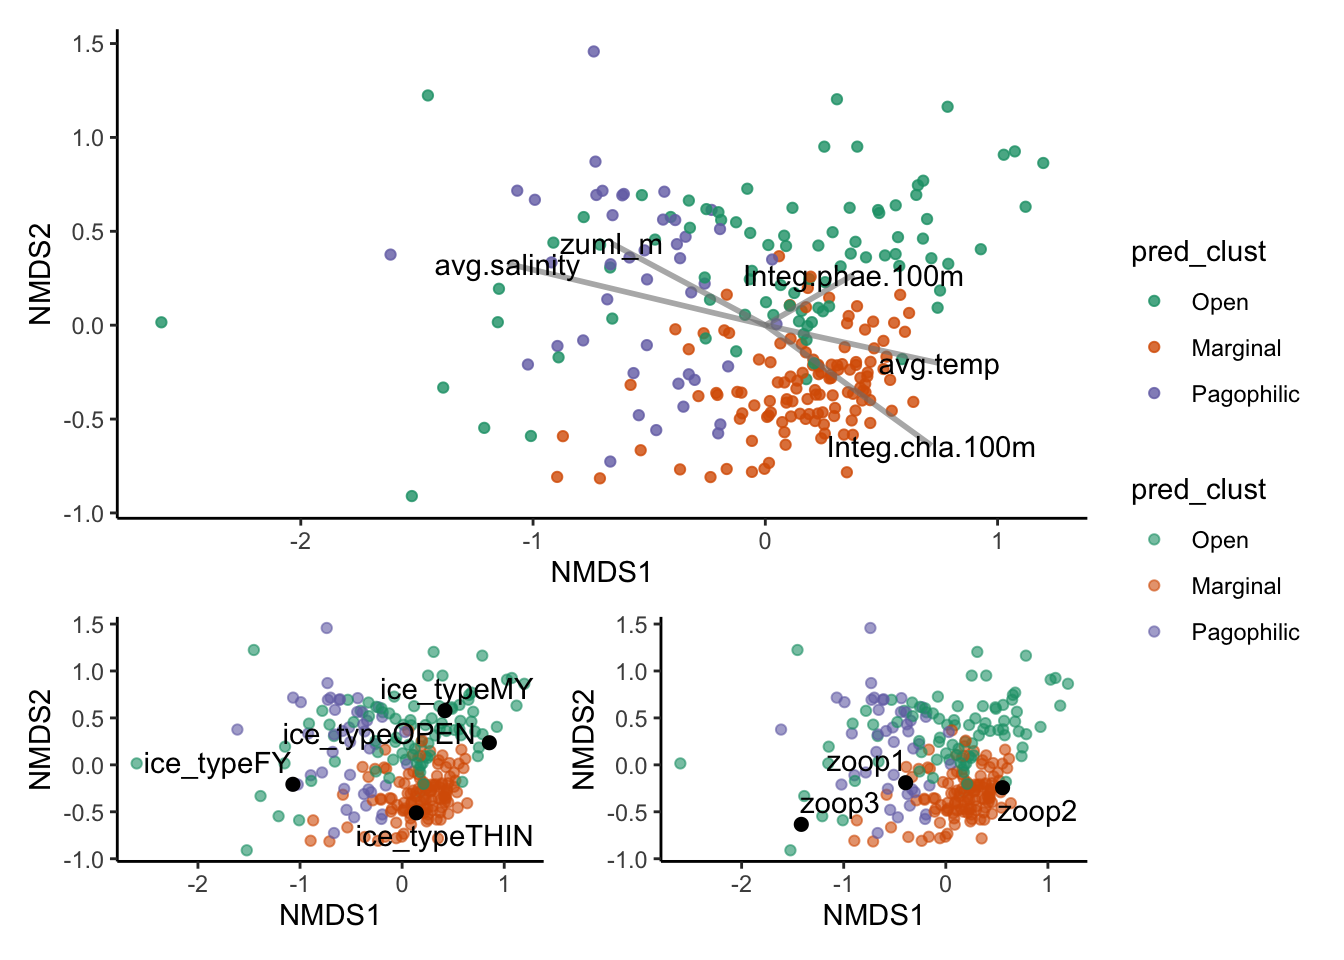 1.5
1.0
0.5
0.0
-0.5
-1.0
NMDS2
zuml_m
avg.salinity
Integ.phae.100m
avg.temp
Integ.chla.100m
-2
-1
0
1
NMDS1
pred_clust
Open
Marginal
Pagophilic
pred_clust
Open
Marginal
Pagophilic
1.5
1.0
0.5
0.0
-0.5
-1.0
NMDS2
ice_typeMY
ice_typeOPEN
ice_typeFY
ice_typeTHIN
-2
-1
0
1
NMDS1
1.5
1.0
0.5
0.0
-0.5
-1.0
NMDS2
zoop1
zoop3
zoop2
-2
-1
0
1
NMDS1